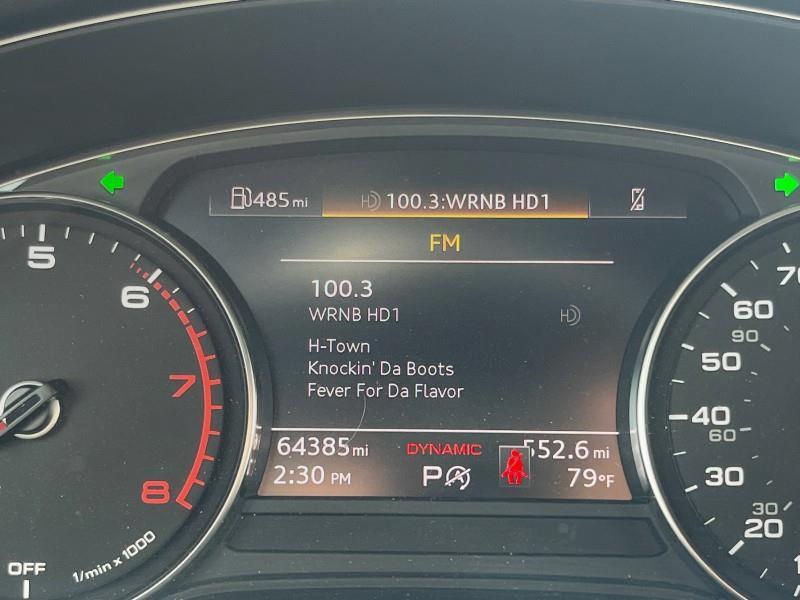 485 mi
HD 100.3:WRNB HD1
FM
100.3
WRNB HD1
HD
H-Town
Knockin' Da Boots
Fever For Da Flavor
64385 mi
DYNAMIC
552.6 mi
2:30 PM
P
A
79°F
5
6
7
8
1/min x 1000
OFF
70
60
90
50
40
60
30
30
20